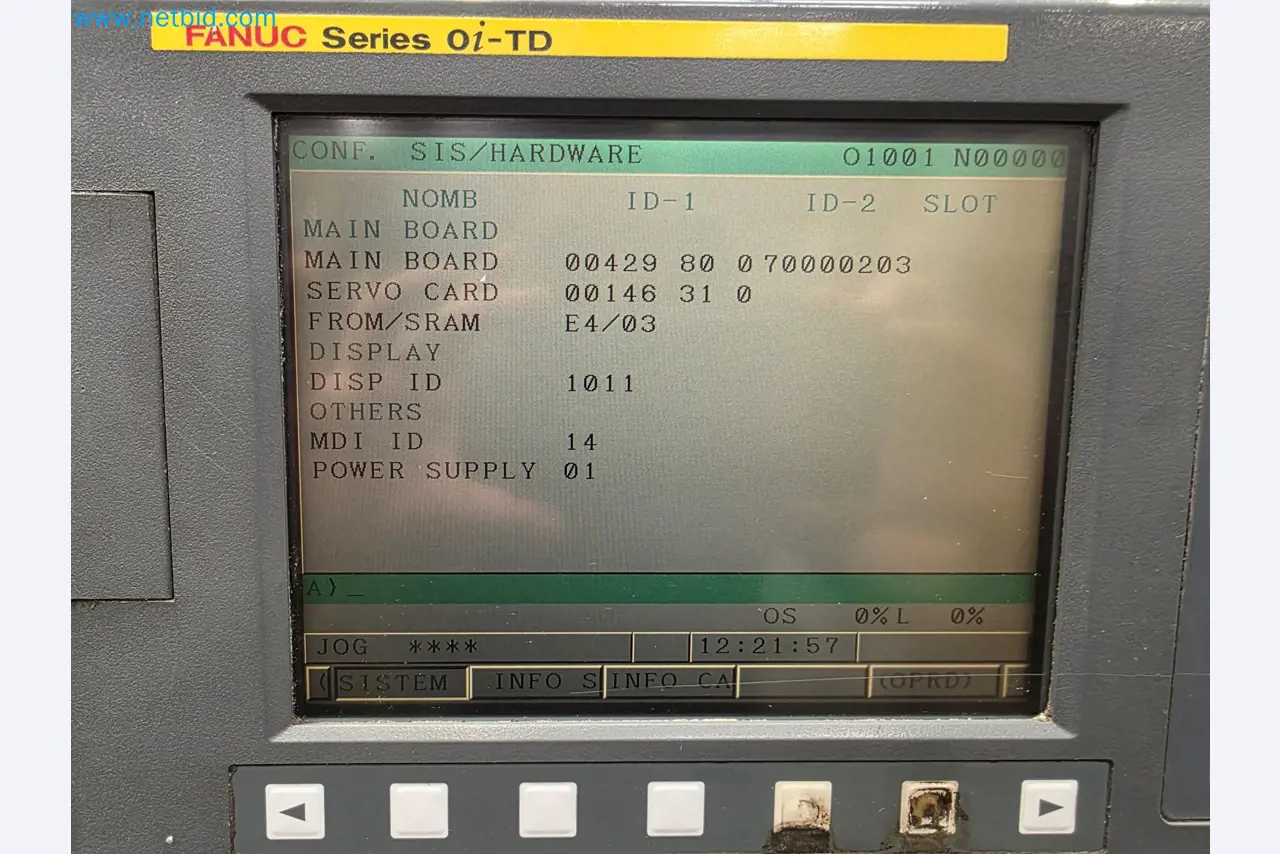 www.netbid.com
FANUC Series 0i-TD
CONF. SIS/HARDWARE O1001 N00000
NOMB ID-1 ID-2 SLOT
MAIN BOARD
MAIN BOARD 00429 80 0 70000203
SERVO CARD 00146 31 0
FROM/SRAM E4/03
DISPLAY
DISP ID 1011
OTHERS
MDI ID 14
POWER SUPPLY 01
A)_
OS 0% L 0%
JOG **** 12:21:57
(SISTEM INFO S INFO CA (OPRD)